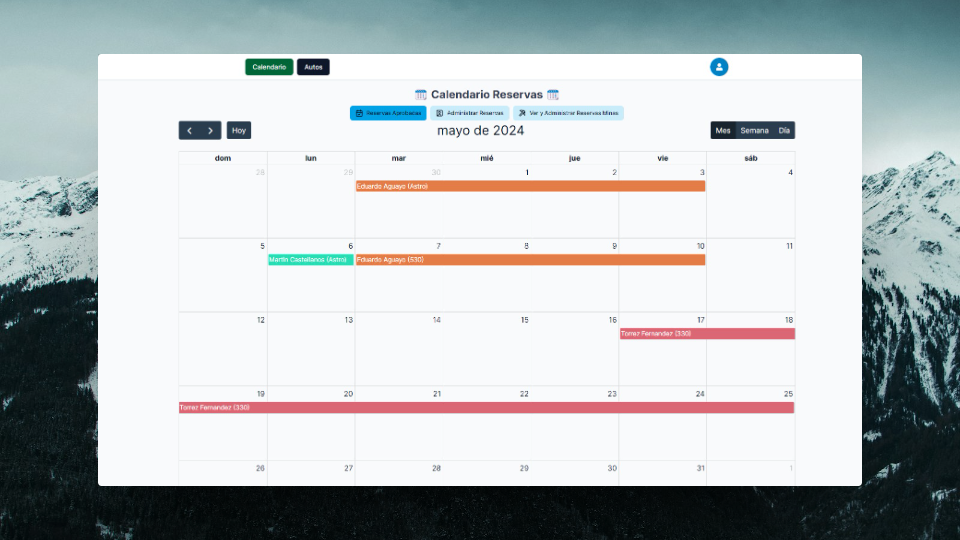 Calendario Autos
Calendario Reservas
Reservas Aprobadas Administrar Reservas Ver y Administrar Reservas Minas
Hoy mayo de 2024 Mes Semana Día
dom lun mar mié jue vie sáb
28 29 30 1 2 3 4
Eduardo Aguayo (Astro)
5 6 7 8 9 10 11
Martin Castellanos (Astro) Eduardo Aguayo (530)
12 13 14 15 16 17 18
Torrez Fernandez (330)
19 20 21 22 23 24 25
Torrez Fernandez (330)
26 27 28 29 30 31 1